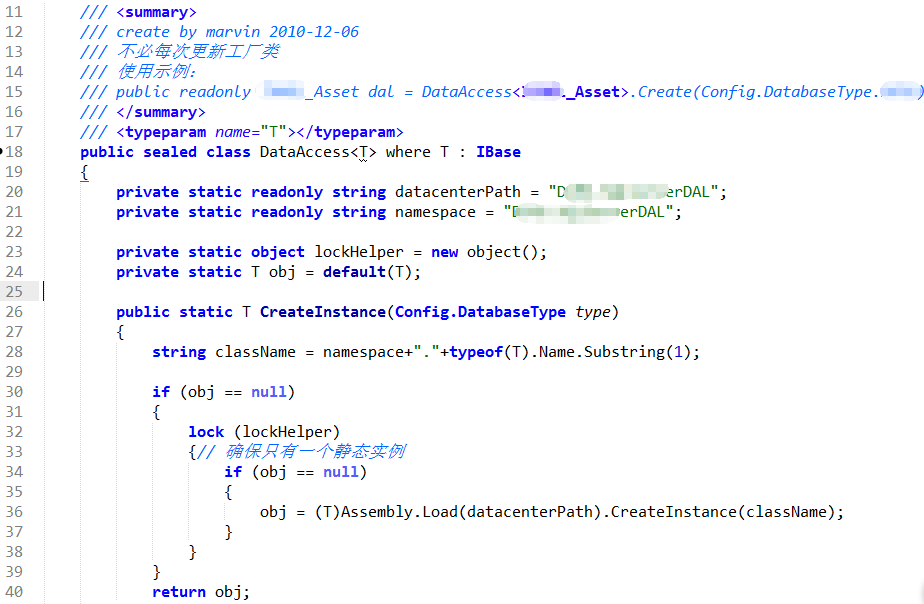 11 /// <summary>
12 /// create by marvin 2010-12-06
13 /// 不必每次更新工厂类
14 /// 使用示例:
15 /// public readonly _Asset dal = DataAccess< _Asset>.Create(Config.DatabaseType. )
16 /// </summary>
17 /// <typeparam name="T"></typeparam>
18 public sealed class DataAccess<T> where T : IBase
19 {
20 private static readonly string datacenterPath = "D erDAL";
21 private static readonly string namespace = "D erDAL";
22
23 private static object lockHelper = new object();
24 private static T obj = default(T);
25
26 public static T CreateInstance(Config.DatabaseType type)
27 {
28 string className = namespace+"."+typeof(T).Name.Substring(1);
29
30 if (obj == null)
31 {
32 lock (lockHelper)
33 {// 确保只有一个静态实例
34 if (obj == null)
35 {
36 obj = (T)Assembly.Load(datacenterPath).CreateInstance(className);
37 }
38 }
39 }
40 return obj;